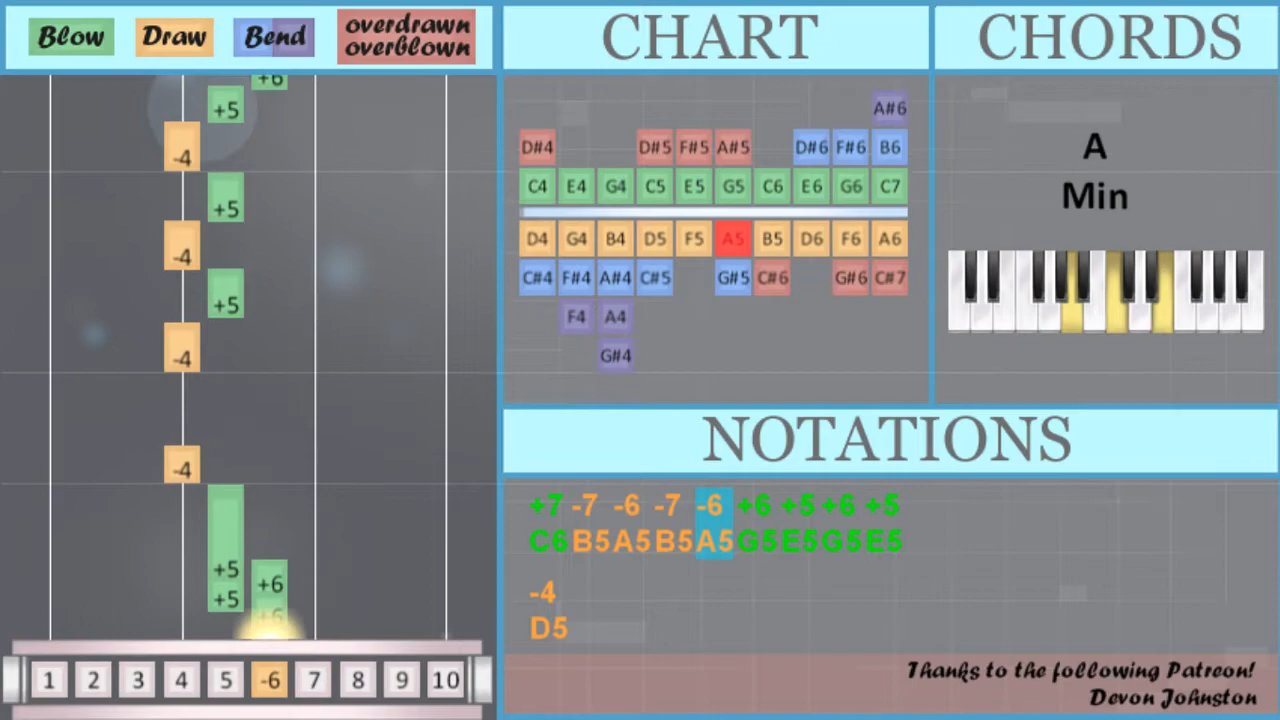 Blow Draw Bend overdrawn
overblown
CHART
CHORDS
+6
+5
-4
+5
-4
+5
-4
-4
+5
+6
+5
1 2 3 4 5 -6 7 8 9 10
A#6
D#4 D#5 F#5 A#5 D#6 F#6 B6
C4 E4 G4 C5 E5 G5 C6 E6 G6 C7
D4 G4 B4 D5 F5 A5 B5 D6 F6 A6
C#4 F#4 A#4 C#5 G#5 C#6 G#6 C#7
F4 A4
G#4
A
Min
NOTATIONS
+7 -7 -6 -7 -6 +6 +5 +6 +5
C6 B5 A5 B5 A5 G5 E5 G5 E5
-4
D5
Thanks to the following Patreon!
Devon Johnston